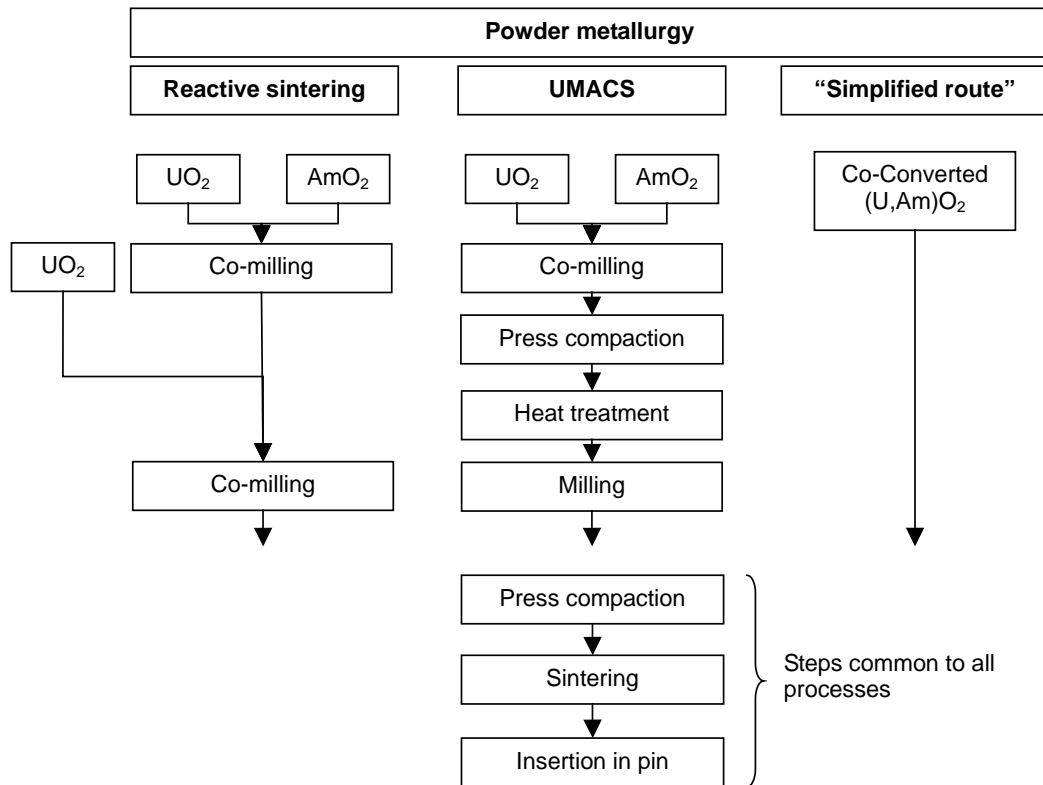 Powder metallurgy
Reactive sintering
UMACS
“Simplified route”
UO₂
AmO₂
UO₂
AmO₂
Co-Converted
(U,Am)O₂
UO₂
Co-milling
Co-milling
Press compaction
Heat treatment
Co-milling
Milling
Press compaction
Sintering
Insertion in pin
Steps common to all
processes